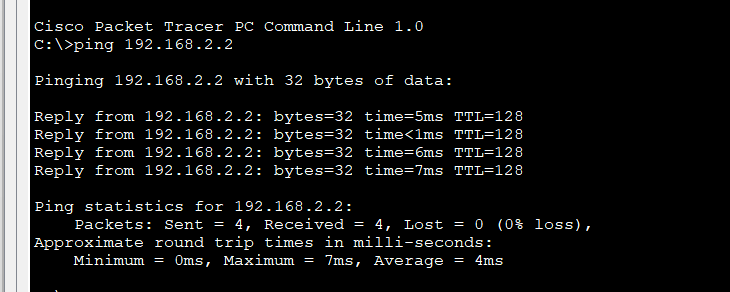 Cisco Packet Tracer PC Command Line 1.0
C:\>ping 192.168.2.2
Pinging 192.168.2.2 with 32 bytes of data:
Reply from 192.168.2.2: bytes=32 time=5ms TTL=128
Reply from 192.168.2.2: bytes=32 time<1ms TTL=128
Reply from 192.168.2.2: bytes=32 time=6ms TTL=128
Reply from 192.168.2.2: bytes=32 time=7ms TTL=128
Ping statistics for 192.168.2.2:
Packets: Sent = 4, Received = 4, Lost = 0 (0% loss),
Approximate round trip times in milli-seconds:
Minimum = 0ms, Maximum = 7ms, Average = 4ms